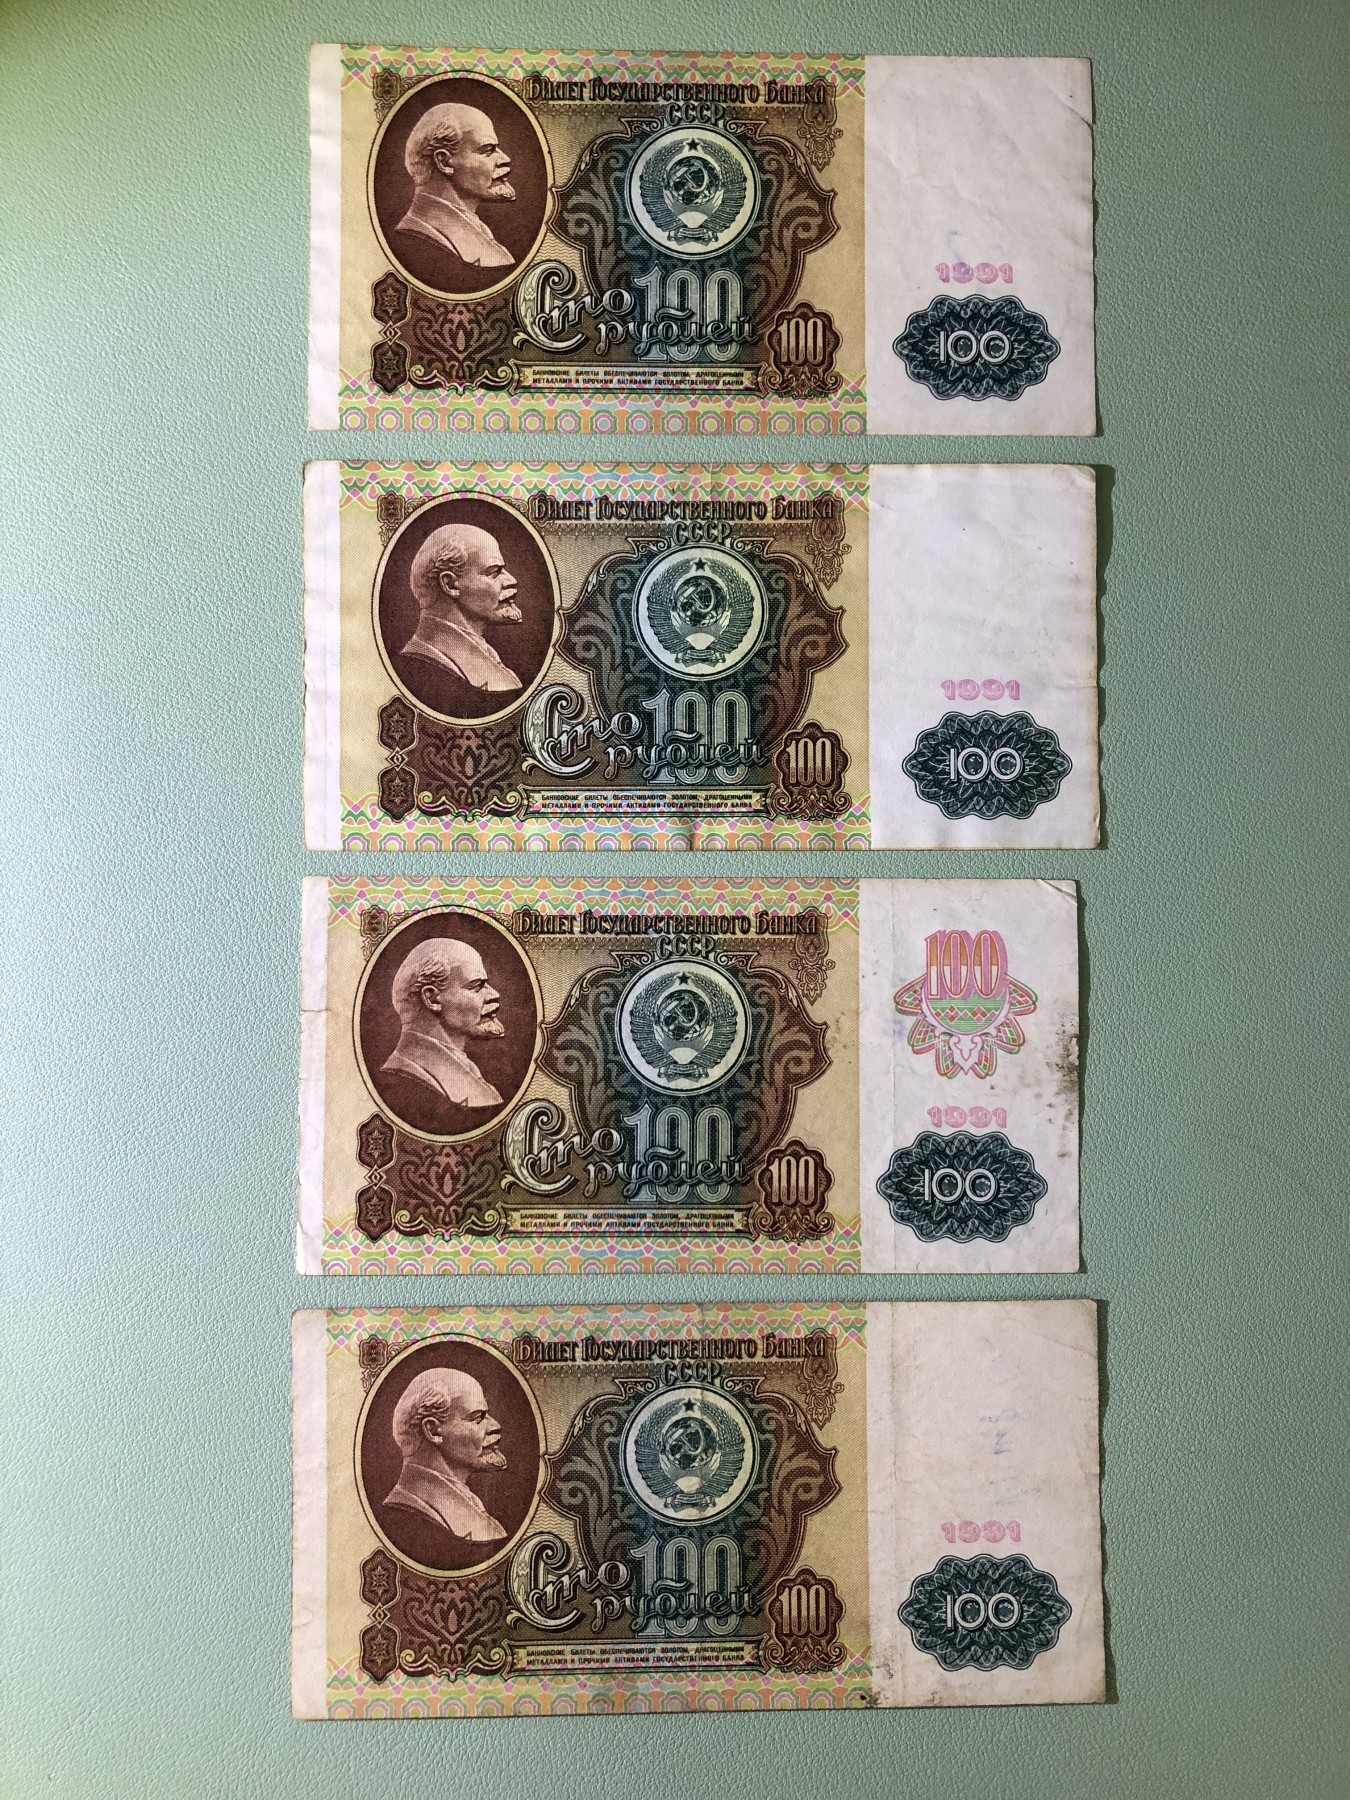 Билет Государственного Банка
СССР
1991
100
Сто
рублей
100
100
БАНКОВСКИЕ БИЛЕТЫ ОБЕСПЕЧИВАЮТСЯ ЗОЛОТОМ, ДРАГОЦЕННЫМИ
МЕТАЛЛАМИ И ПРОЧИМИ АКТИВАМИ ГОСУДАРСТВЕННОГО БАНКА
Билет Государственного Банка
СССР
1991
100
Сто
рублей
100
100
БАНКОВСКИЕ БИЛЕТЫ ОБЕСПЕЧИВАЮТСЯ ЗОЛОТОМ, ДРАГОЦЕННЫМИ
МЕТАЛЛАМИ И ПРОЧИМИ АКТИВАМИ ГОСУДАРСТВЕННОГО БАНКА
Билет Государственного Банка
СССР
100
1991
100
Сто
рублей
100
100
БАНКОВСКИЕ БИЛЕТЫ ОБЕСПЕЧИВАЮТСЯ ЗОЛОТОМ, ДРАГОЦЕННЫМИ
МЕТАЛЛАМИ И ПРОЧИМИ АКТИВАМИ ГОСУДАРСТВЕННОГО БАНКА
Билет Государственного Банка
СССР
1991
100
Сто
рублей
100
100
БАНКОВСКИЕ БИЛЕТЫ ОБЕСПЕЧИВАЮТСЯ ЗОЛОТОМ, ДРАГОЦЕННЫМИ
МЕТАЛЛАМИ И ПРОЧИМИ АКТИВАМИ ГОСУДАРСТВЕННОГО БАНКА